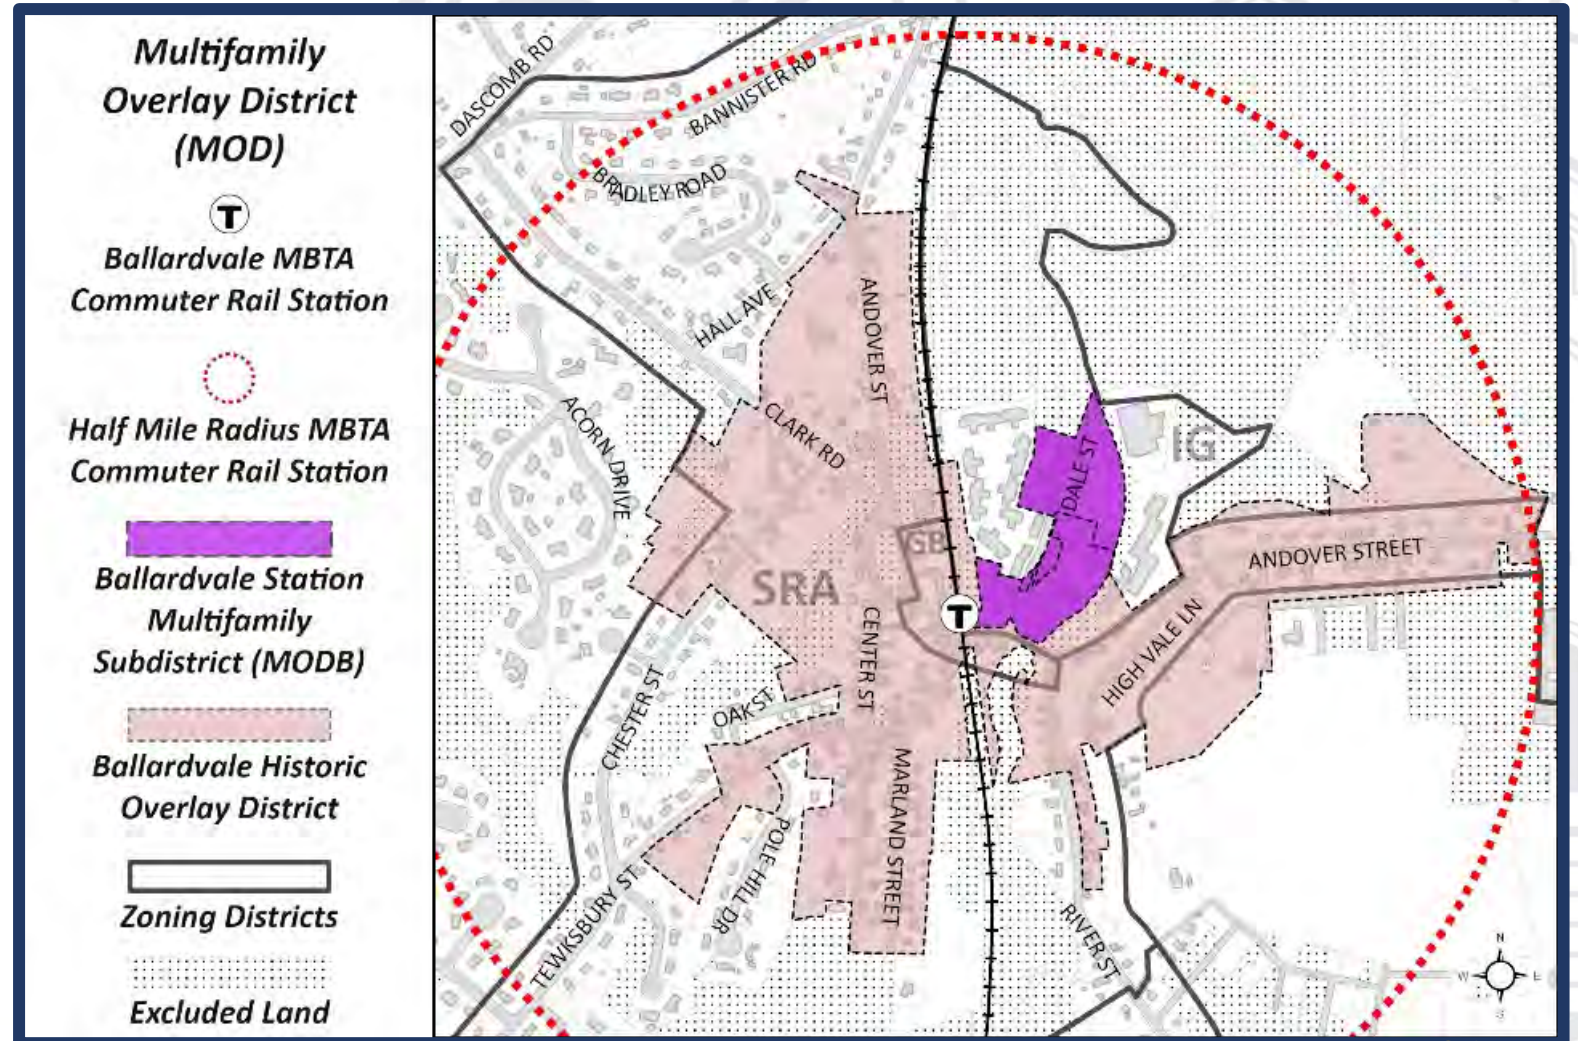 Multifamily
Overlay District
(MOD)
T
Ballardvale MBTA
Commuter Rail Station
Half Mile Radius MBTA
Commuter Rail Station
Ballardvale Station
Multifamily
Subdistrict (MODB)
Ballardvale Historic
Overlay District
Zoning Districts
Excluded Land
DASCOMB RD
BANNISTER RD
BRADLEY ROAD
HALL AVE
ANDOVER ST
CLARK RD
ACORN DRIVE
DALE ST
IG
GB
SRA
ANDOVER STREET
T
CENTER ST
HIGH VALE LN
CHESTER ST
OAK ST
MARLAND STREET
POLE HILL DR
TEWKSBURY ST
RIVER ST
N
W
E
S